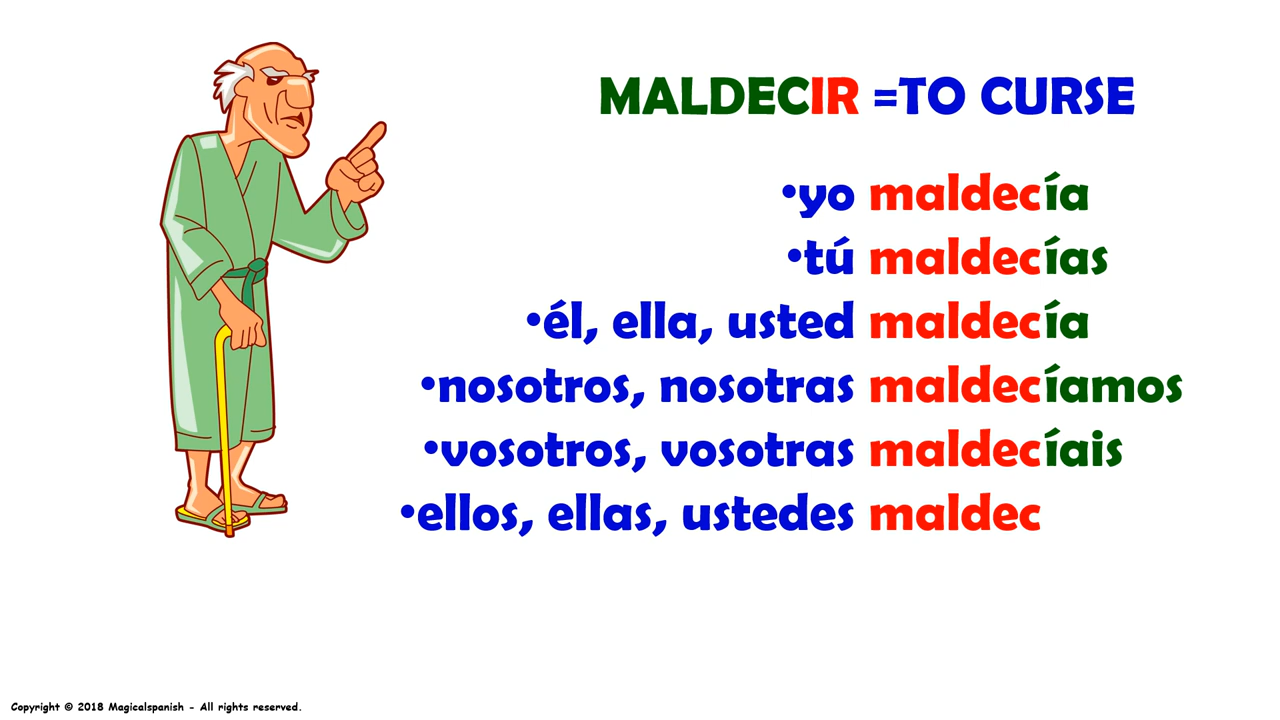 MALDECIR =TO CURSE
•yo maldecía
•tú maldecías
•él, ella, usted maldecía
•nosotros, nosotras maldecíamos
•vosotros, vosotras maldecíais
•ellos, ellas, ustedes maldec
Copyright © 2018 Magicalspanish - All rights reserved.